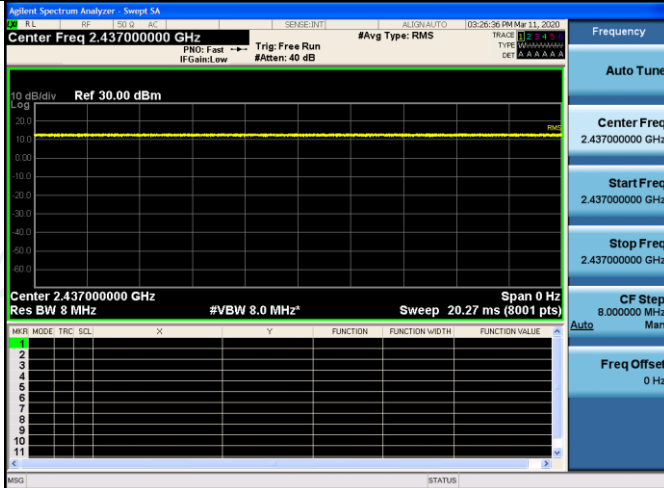 Agilent Spectrum Analyzer - Swept SA
RL RF 50 Ω AC SENSE:INT ALIGN AUTO 03:26:36 PM Mar 11, 2020
Center Freq 2.437000000 GHz
PNO: Fast
IFGain:Low
Trig: Free Run
#Atten: 40 dB
#Avg Type: RMS
TRACE 1 2 3 4 5 6
TYPE
DET A A A A A A
10 dB/div
Log
Ref 30.00 dBm
20.0
10.0
0.00
-10.0
-20.0
-30.0
-40.0
-50.0
-60.0
RMS
Center 2.437000000 GHz Span 0 Hz
Res BW 8 MHz #VBW 8.0 MHz* Sweep 20.27 ms (8001 pts)
MKR MODE TRC SCL X Y FUNCTION FUNCTION WIDTH FUNCTION VALUE
1
2
3
4
5
6
7
8
9
10
11
MSG STATUS
Frequency
Auto Tune
Center Freq
2.437000000 GHz
Start Freq
2.437000000 GHz
Stop Freq
2.437000000 GHz
CF Step
8.000000 MHz
Auto Man
Freq Offset
0 Hz